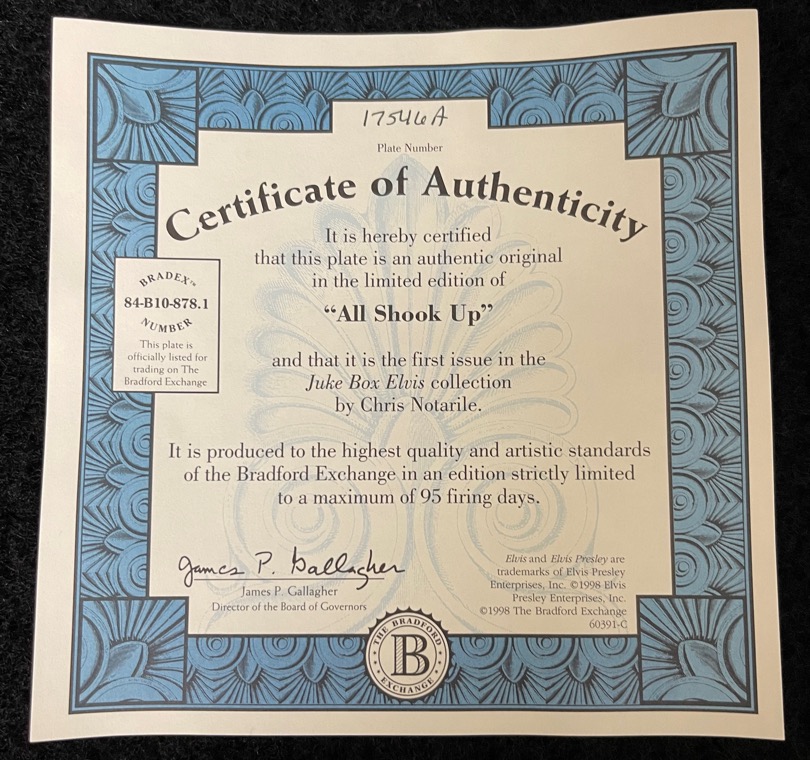 17546A
Plate Number
Certificate of Authenticity
It is hereby certified
that this plate is an authentic original
in the limited edition of
“All Shook Up”
and that it is the first issue in the
Juke Box Elvis collection
by Chris Notarile.
It is produced to the highest quality and artistic standards
of the Bradford Exchange in an edition strictly limited
to a maximum of 95 firing days.
BRADEX™
84-B10-878.1
NUMBER
This plate is
officially listed for
trading on The
Bradford Exchange
James P. Gallagher
James P. Gallagher
Director of the Board of Governors
Elvis and Elvis Presley are
trademarks of Elvis Presley
Enterprises, Inc. ©1998 Elvis
Presley Enterprises, Inc.
©1998 The Bradford Exchange
60391-C
THE BRADFORD
B
EXCHANGE